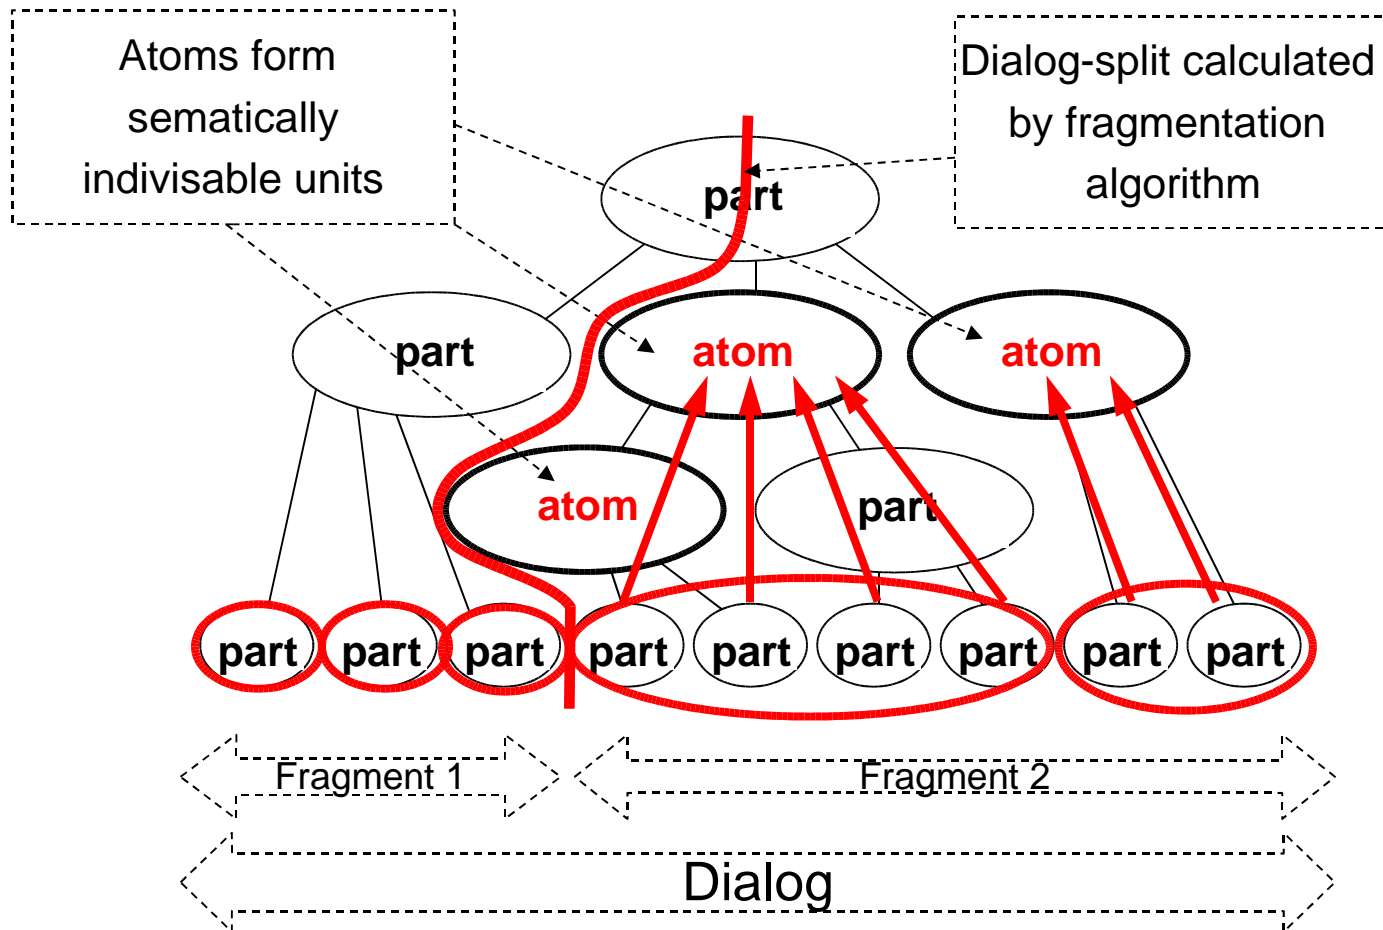 Atoms form
sematically
indivisable units
Dialog-split calculated
by fragmentation
algorithm
part
part
atom
atom
atom
part
part
part
part
part
part
part
part
part
part
Fragment 1
Fragment 2
Dialog